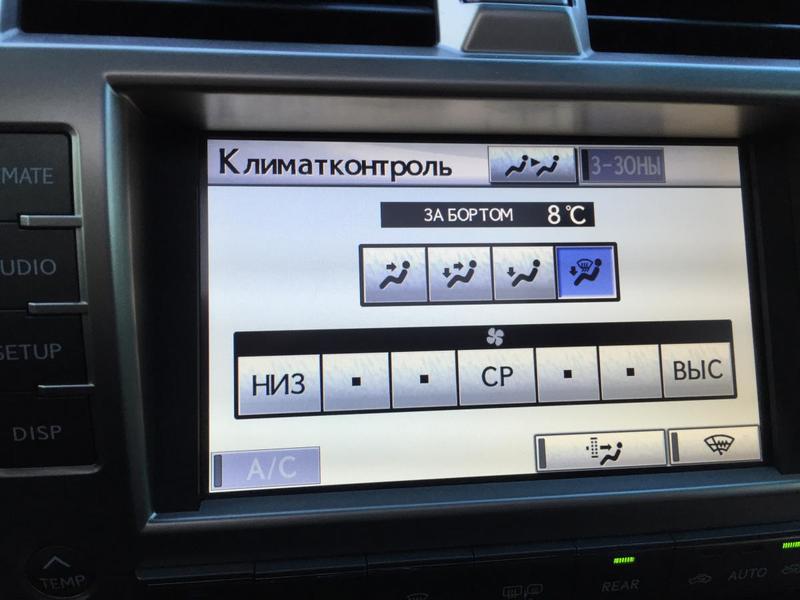 Климатконтроль 3-ЗОНЫ
ЗА БОРТОМ 8°C
MATE
UDIO
SETUP
DISP
НИЗ СР ВЫС
A/C
TEMP
REAR
AUTO